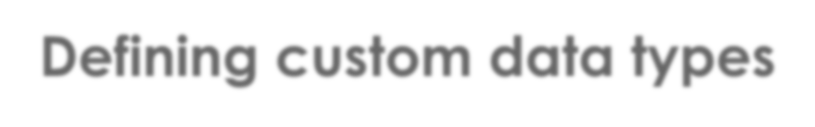 Defining custom data types